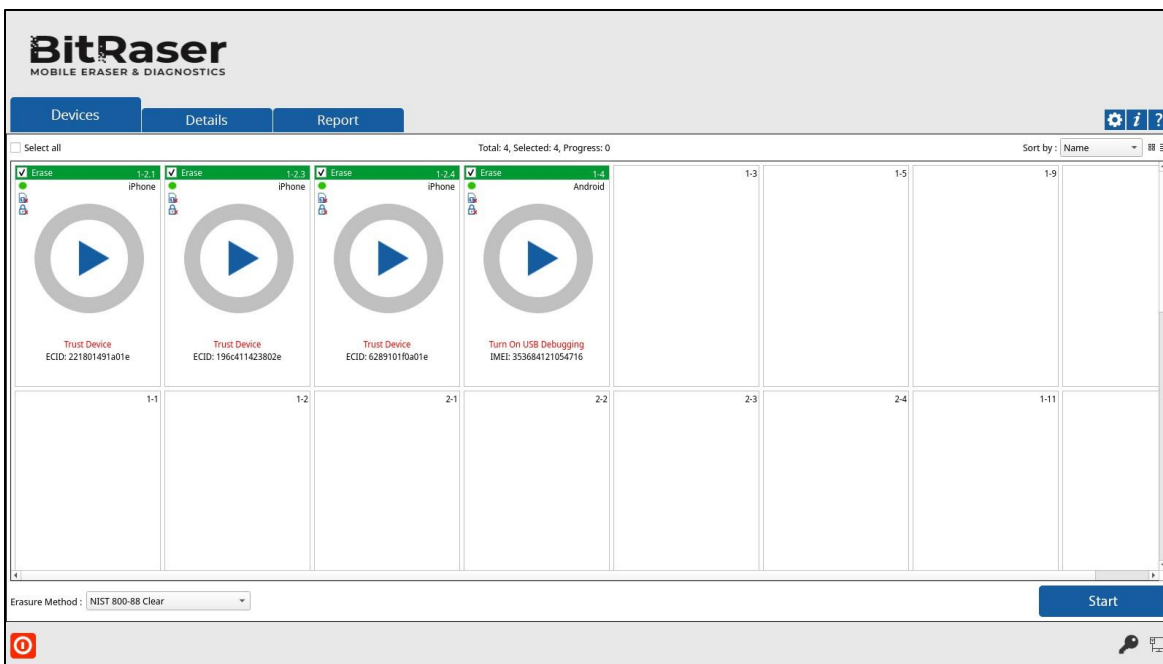 BitRaser
MOBILE ERASER & DIAGNOSTICS
Devices
Details
Report
i
?
Select all
Total: 4, Selected: 4, Progress: 0
Sort by : Name
Erase 1-2.1
iPhone
Trust Device
ECID: 221801491a01e
Erase 1-2.3
iPhone
Trust Device
ECID: 196c411423802e
Erase 1-2.4
iPhone
Trust Device
ECID: 6289101f0a01e
Erase 1-4
Android
Turn On USB Debugging
IMEI: 353684121054716
1-3
1-5
1-9
1-1
1-2
2-1
2-2
2-3
2-4
1-11
Erasure Method : NIST 800-88 Clear
Start